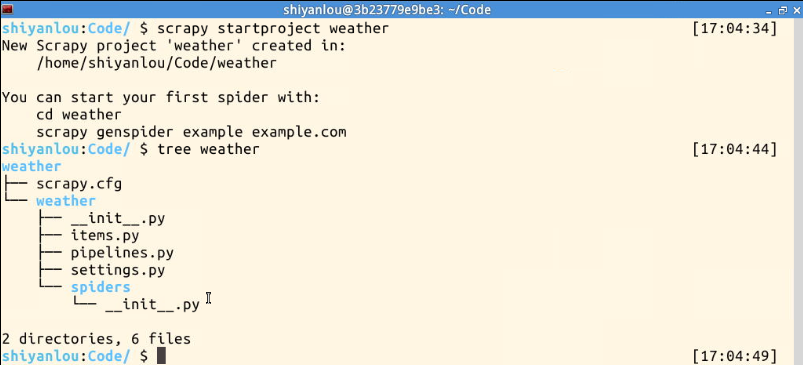 shiyanlou@3b23779e9be3: ~/Code
shiyanlou:Code/ $ scrapy startproject weather [17:04:34]
New Scrapy project 'weather' created in:
    /home/shiyanlou/Code/weather
You can start your first spider with:
    cd weather
    scrapy genspider example example.com
shiyanlou:Code/ $ tree weather [17:04:44]
weather
├── scrapy.cfg
└── weather
    ├── __init__.py
    ├── items.py
    ├── pipelines.py
    ├── settings.py
    └── spiders
        └── __init__.py
2 directories, 6 files
shiyanlou:Code/ $ [17:04:49]